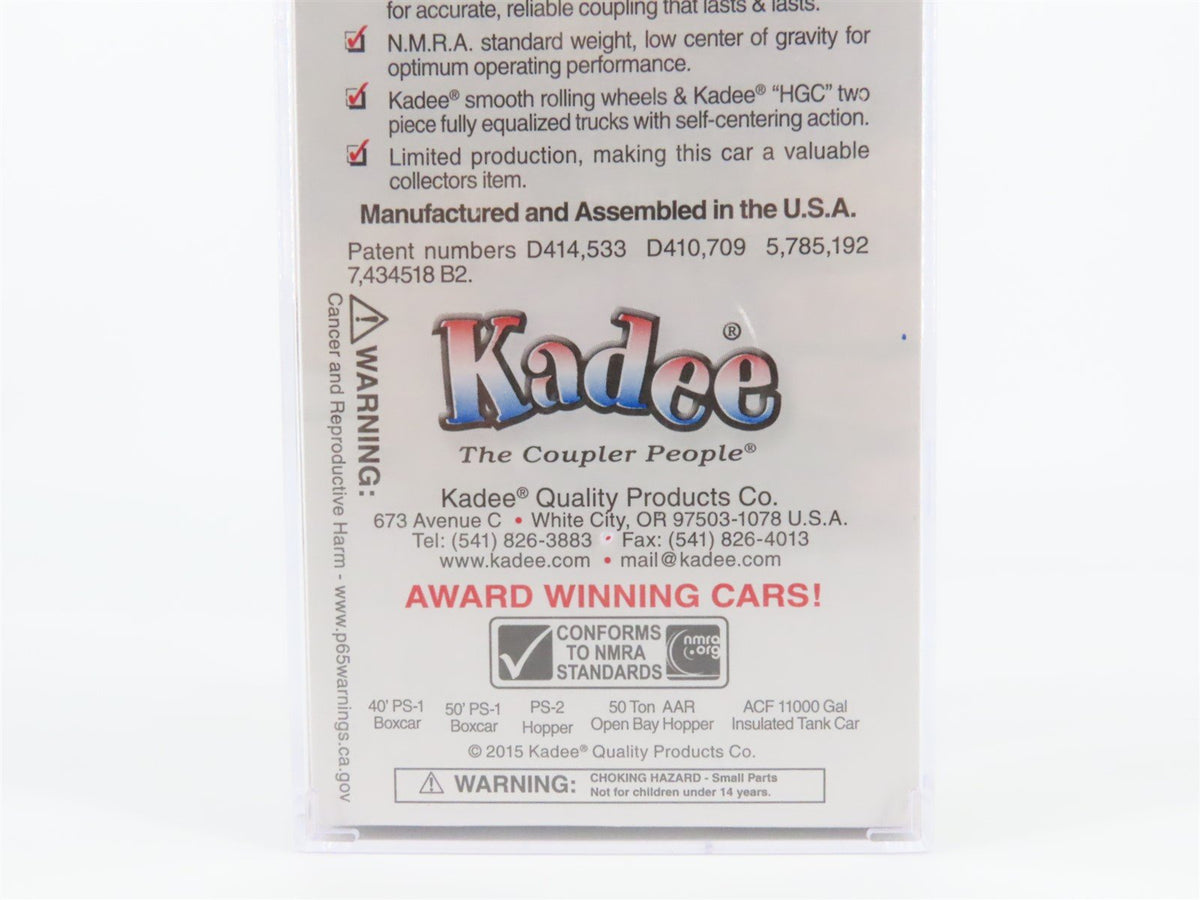 for accurate, reliable coupling that lasts & lasts.
N.M.R.A. standard weight, low center of gravity for
optimum operating performance.
Kadee® smooth rolling wheels & Kadee® “HGC” two
piece fully equalized trucks with self-centering action.
Limited production, making this car a valuable
collectors item.
Manufactured and Assembled in the U.S.A.
Patent numbers D414,533 D410,709 5,785,192
7,434518 B2.
WARNING:
Cancer and Reproductive Harm - www.p65warnings.ca.gov
Kadee®
The Coupler People®
Kadee® Quality Products Co.
673 Avenue C • White City, OR 97503-1078 U.S.A.
Tel: (541) 826-3883 • Fax: (541) 826-4013
www.kadee.com • mail@kadee.com
AWARD WINNING CARS!
CONFORMS
TO NMRA
STANDARDS
nmra
.org
40' PS-1
Boxcar
50' PS-1
Boxcar
PS-2
Hopper
50 Ton AAR
Open Bay Hopper
ACF 11000 Gal
Insulated Tank Car
© 2015 Kadee® Quality Products Co.
WARNING: CHOKING HAZARD - Small Parts
Not for children under 14 years.